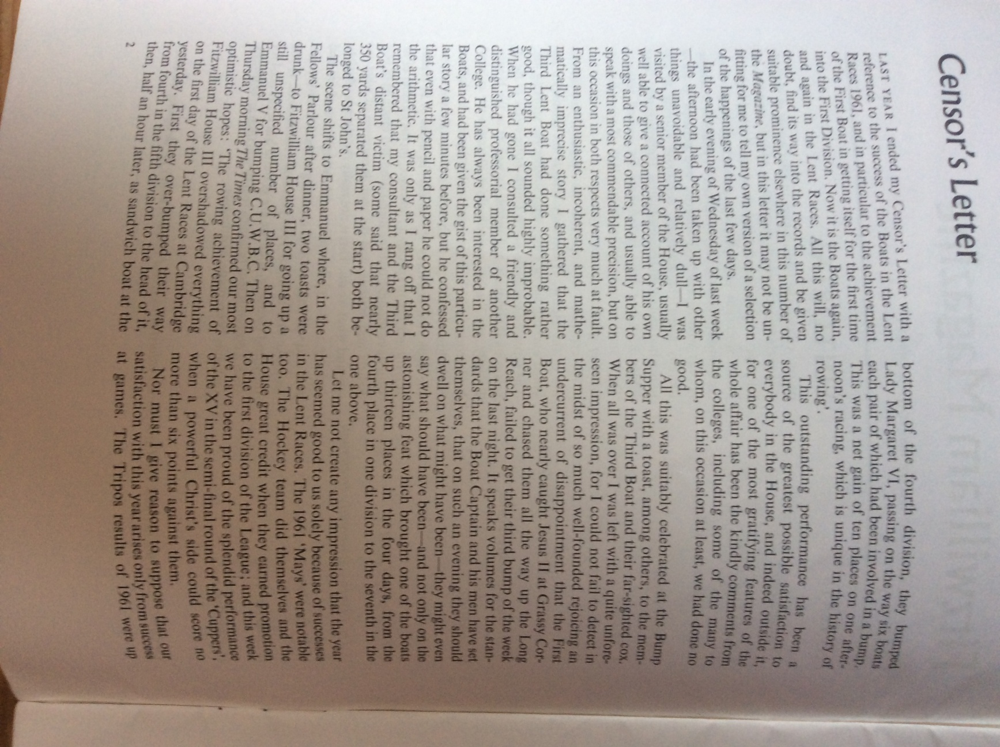 Censor's Letter
LAST YEAR I ended my Censor's Letter with a
reference to the success of the Boats in the Lent
Races 1961, and in particular to the achievement
of the First Boat in getting itself for the first time
into the First Division. Now it is the Boats again,
and again in the Lent Races. All this will, no
doubt, find its way into the records and be given
suitable prominence elsewhere in this number of
the Magazine, but in this letter it may not be un-
fitting for me to tell my own version of a selection
of the happenings of the last few days.
In the early evening of Wednesday of last week
—the afternoon had been taken up with other
things unavoidable and relatively dull—I was
visited by a senior member of the House, usually
well able to give a connected account of his own
doings and those of others, and usually able to
speak with a most commendable precision, but on
this occasion in both respects very much at fault.
From an enthusiastic, incoherent, and mathe-
matically imprecise story I gathered that the
Third Lent Boat had done something rather
good, though it all sounded highly improbable.
When he had gone I consulted a friendly and
distinguished professorial member of another
College. He has always been interested in the
Boats, and had been given the gist of this particu-
lar story a few minutes before, but he confessed
that even with pencil and paper he could not do
the arithmetic. It was only as I rang off that I
remembered that my consultant and the Third
Boat's distant victim (some said that nearly
350 yards separated them at the start) both be-
longed to St John's.
The scene shifts to Emmanuel where, in the
Fellows' Parlour after dinner, two toasts were
drunk—to Fitzwilliam House III for going up a
still unspecified number of places, and to
Emmanuel V for bumping C.U.W.B.C. Then on
Thursday morning The Times confirmed our most
optimistic hopes: 'The rowing achievement of
Fitzwilliam House III overshadowed everything
on the first day of the Lent Races at Cambridge
yesterday. First they over-bumped their way
from fourth in the fifth division to the head of it,
then, half an hour later, as sandwich boat at the
2
bottom of the fourth division, they bumped
Lady Margaret VI, passing on the way six boats
each pair of which had been involved in a bump.
This was a net gain of ten places on one after-
noon's racing, which is unique in the history of
rowing'.
This outstanding performance has been a
source of the greatest possible satisfaction to
everybody in the House, and indeed outside it,
for one of the most gratifying features of the
whole affair has been the kindly comments from
the colleges, including some of the many to
whom, on this occasion at least, we had done no
good.
All this was suitably celebrated at the Bump
Supper with a toast, among others, to the mem-
bers of the Third Boat and their far-sighted cox.
When all was over I was left with a quite unfore-
seen impression, for I could not fail to detect in
the midst of so much well-founded rejoicing an
undercurrent of disappointment that the First
Boat, who nearly caught Jesus II at Grassy Cor-
ner and chased them all the way up the Long
Reach, failed to get their third bump of the week
on the last night. It speaks volumes for the stan-
dards that the Boat Captain and his men have set
themselves, that on such an evening they should
dwell on what might have been—they might even
say what should have been—and not only on the
astonishing feat which brought one of the boats
up thirteen places in the four days, from the
fourth place in one division to the seventh in the
one above.
Let me not create any impression that the year
has seemed good to us solely because of successes
in the Lent Races. The 1961 'Mays' were notable
too. The Hockey team did themselves and the
House great credit when they earned promotion
to the first division of the League; and this week
we have been proud of the splendid performance
of the XV in the semi-final round of the 'Cuppers',
when a powerful Christ's side could score no
more than six points against them.
Nor must I give reason to suppose that our
satisfaction with this year arises only from success
at games. The Tripos results of 1961 were up